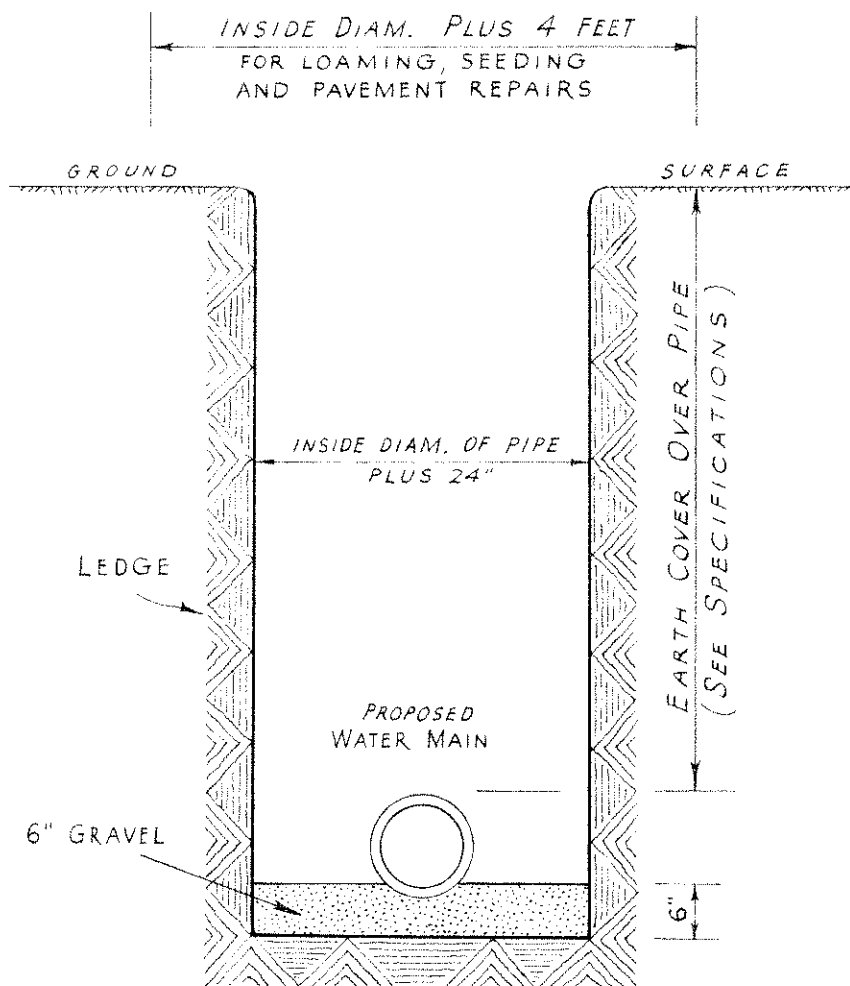 INSIDE DIAM. PLUS 4 FEET
FOR LOAMING, SEEDING
AND PAVEMENT REPAIRS
GROUND
SURFACE
INSIDE DIAM. OF PIPE
PLUS 24"
EARTH COVER OVER PIPE
(SEE SPECIFICATIONS)
LEDGE
PROPOSED
WATER MAIN
6" GRAVEL
6"